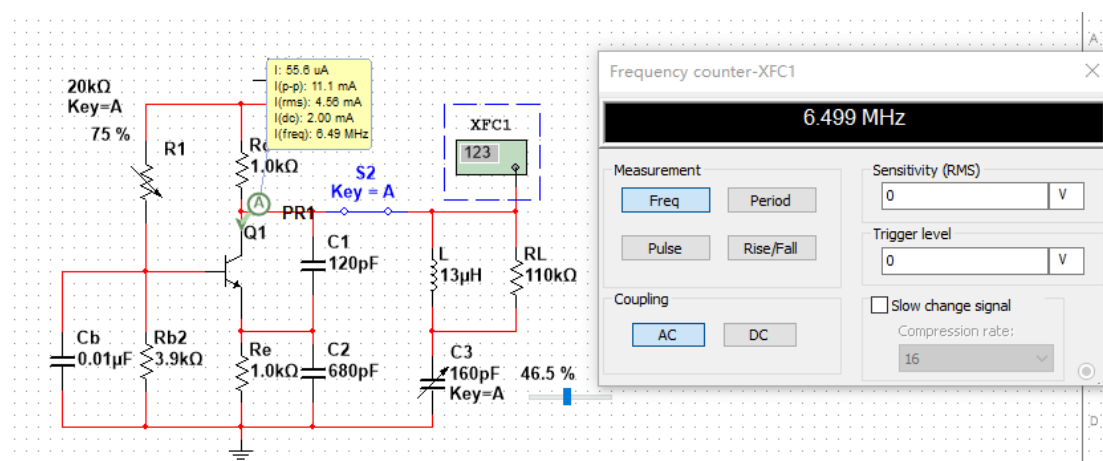 I: 55.6 uA
I(p-p): 11.1 mA
I(rms): 4.56 mA
I(dc): 2.00 mA
I(freq): 6.49 MHz
20kΩ
Key=A
75 %
R1
1.0kΩ
PR1
Q1
S2
Key = A
XFC1
123
C1
120pF
L
13µH
RL
110kΩ
Cb
0.01µF
Rb2
3.9kΩ
Re
1.0kΩ
C2
680pF
C3
160pF
Key=A
46.5 %
Frequency counter-XFC1
6.499 MHz
Measurement
Freq
Period
Pulse
Rise/Fall
Coupling
AC
DC
Sensitivity (RMS)
0
V
Trigger level
0
V
Slow change signal
Compression rate:
16
A
D